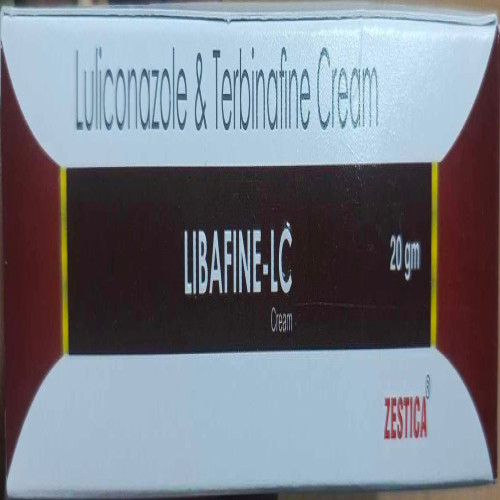 Luliconazole & Terbinafine Cream
LIBAFINE-LC
20 gm
Cream
ZESTICA®